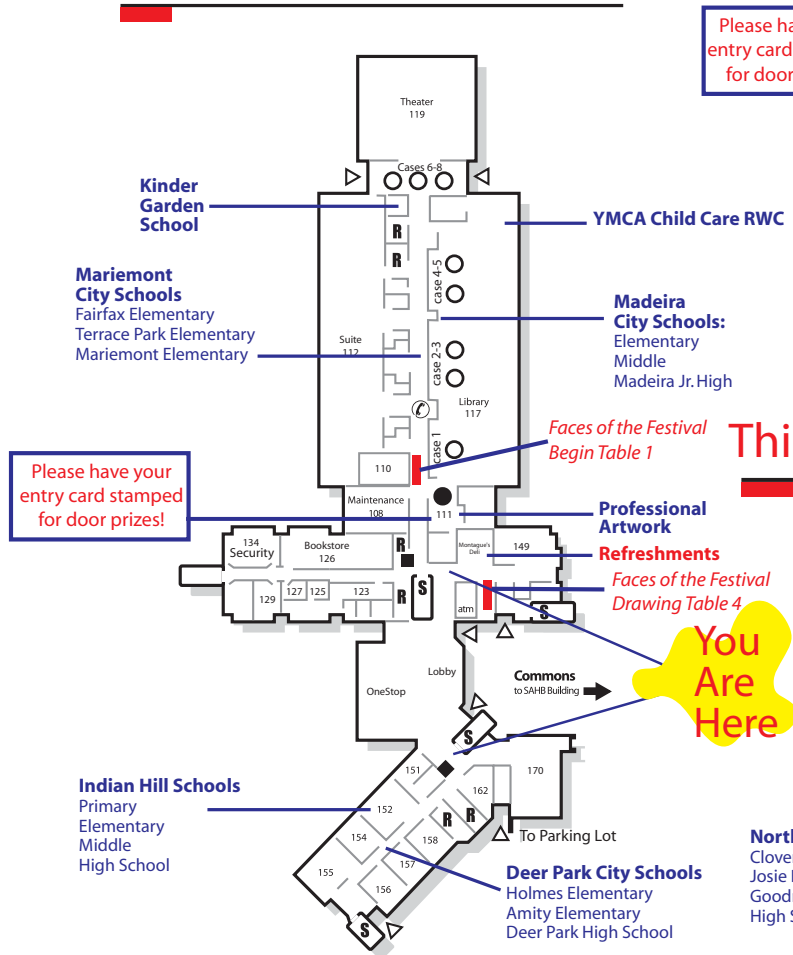 Please ha
entry card
for door
Theater
119
Cases 6-8
Kinder
Garden
School
R
R
YMCA Child Care RWC
Mariemont
City Schools
Fairfax Elementary
Terrace Park Elementary
Mariemont Elementary
case 4-5
Madeira
City Schools:
Elementary
Middle
Madeira Jr. High
Suite
112
case 2-3
Library
117
Faces of the Festival
Begin Table 1
case 1
110
Thi
Please have your
entry card stamped
for door prizes!
Maintenance
108
111
Professional
Artwork
134
Security
Bookstore
126
R
Montague's
Deli
149
Refreshments
129
127
125
123
R
S
atm
S
Faces of the Festival
Drawing Table 4
You
Are
Here
Lobby
OneStop
Commons
to SAHB Building
S
151
170
162
152
R
R
Indian Hill Schools
Primary
Elementary
Middle
High School
154
158
To Parking Lot
155
157
156
S
Deer Park City Schools
Holmes Elementary
Amity Elementary
Deer Park High School
North
Clover
Josie
Good
High S